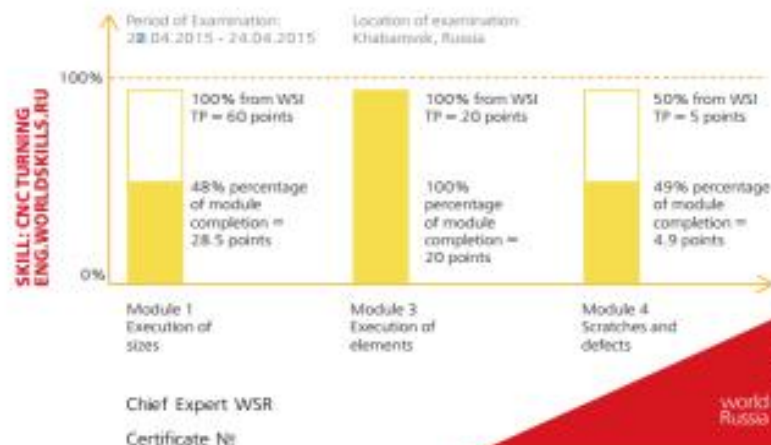 Period of Examination:
22.04.2015 - 24.04.2015
Location of examination:
Khabarovsk, Russia
SKILL: CNC TURNING
ENG.WORLDSKILLS.RU
100%
100% from WSI
TP = 60 points
48% percentage
of module
completion =
28.5 points
100% from WSI
TP = 20 points
100%
percentage
of module
completion =
20 points
50% from WSI
TP = 5 points
49% percentage
of module
completion =
4.9 points
0%
Module 1
Execution of
sizes
Module 3
Execution of
elements
Module 4
Scratches and
defects
Chief Expert WSR
Certificate №
world
Russia